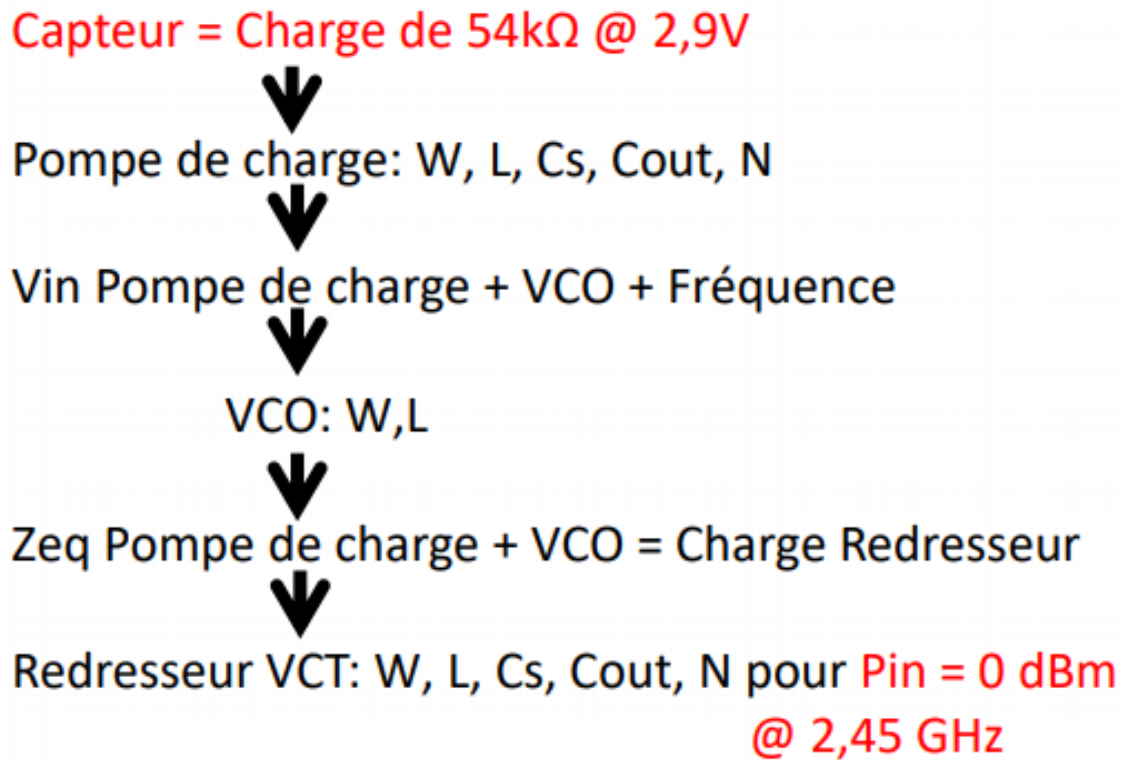 Capteur = Charge de 54kΩ @ 2,9V
Pompe de charge: W, L, Cs, Cout, N
Vin Pompe de charge + VCO + Fréquence
VCO: W,L
Zeq Pompe de charge + VCO = Charge Redresseur
Redresseur VCT: W, L, Cs, Cout, N pour Pin = 0 dBm
@ 2,45 GHz